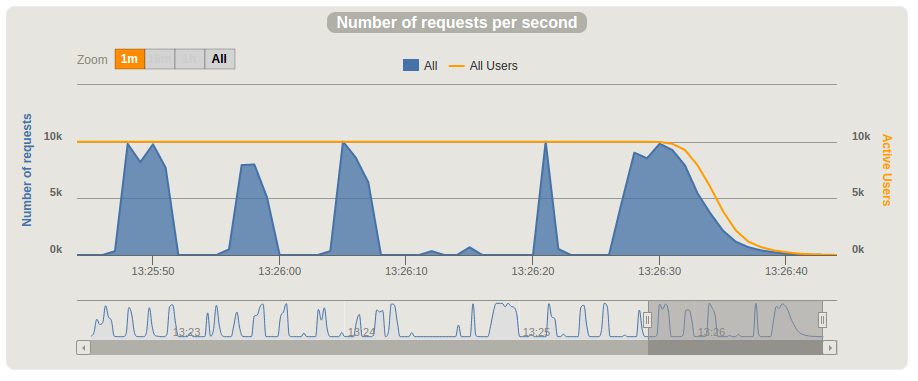 Number of requests per second
Zoom 1m 10m 1h All
All All Users
Number of requests
Active Users
10k 10k
5k 5k
0k 0k
13:25:50 13:26:00 13:26:10 13:26:20 13:26:30 13:26:40
13:23 13:24 13:25 13:26